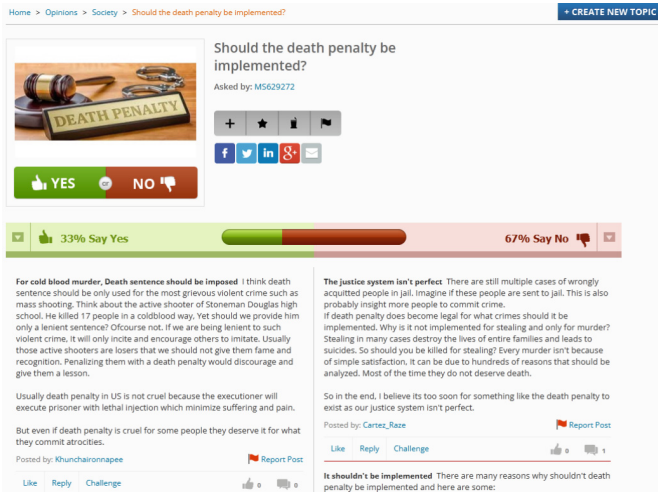 Home > Opinions > Society > Should the death penalty be implemented?
+ CREATE NEW TOPIC
DEATH PENALTY
Should the death penalty be
implemented?
Asked by: MS629272
f in g+
YES or NO
33% Say Yes
67% Say No
For cold blood murder, Death sentence should be imposed I think death
sentence should be only used for the most grievous violent crime such as
mass shooting. Think about the active shooter of Stoneman Douglas high
school. He killed 17 people in a coldblood way, Yet should we provide him
only a lenient sentence? Ofcourse not. If we are being lenient to such
violent crime, It will only incite and encourage others to imitate. Usually
those active shooters are losers that we should not give them fame and
recognition. Penalizing them with a death penalty would discourage and
give them a lesson.
Usually death penalty in US is not cruel because the executioner will
execute prisoner with lethal injection which minimize suffering and pain.
But even if death penalty is cruel for some people they deserve it for what
they commit atrocities.
Posted by: Khunchaironnapee
Report Post
Like Reply Challenge
0 0
The justice system isn't perfect There are still multiple cases of wrongly
acquitted people in jail. Imagine if these people are sent to jail. This is also
probably insight more people to commit crime.
If death penalty does become legal for what crimes should it be
implemented. Why is it not implemented for stealing and only for murder?
Stealing in many cases destroy the lives of entire families and leads to
suicides. So should you be killed for stealing? Every murder isn't because
of simple satisfaction, it can be due to hundreds of reasons that should be
analyzed. Most of the time they do not deserve death.
So in the end, I believe its too soon for something like the death penalty to
exist as our justice system isn't perfect.
Posted by: Cartez_Raze
Report Post
Like Reply Challenge
0 1
It shouldn't be implemented There are many reasons why shouldn't death
penalty be implemented and here are some: